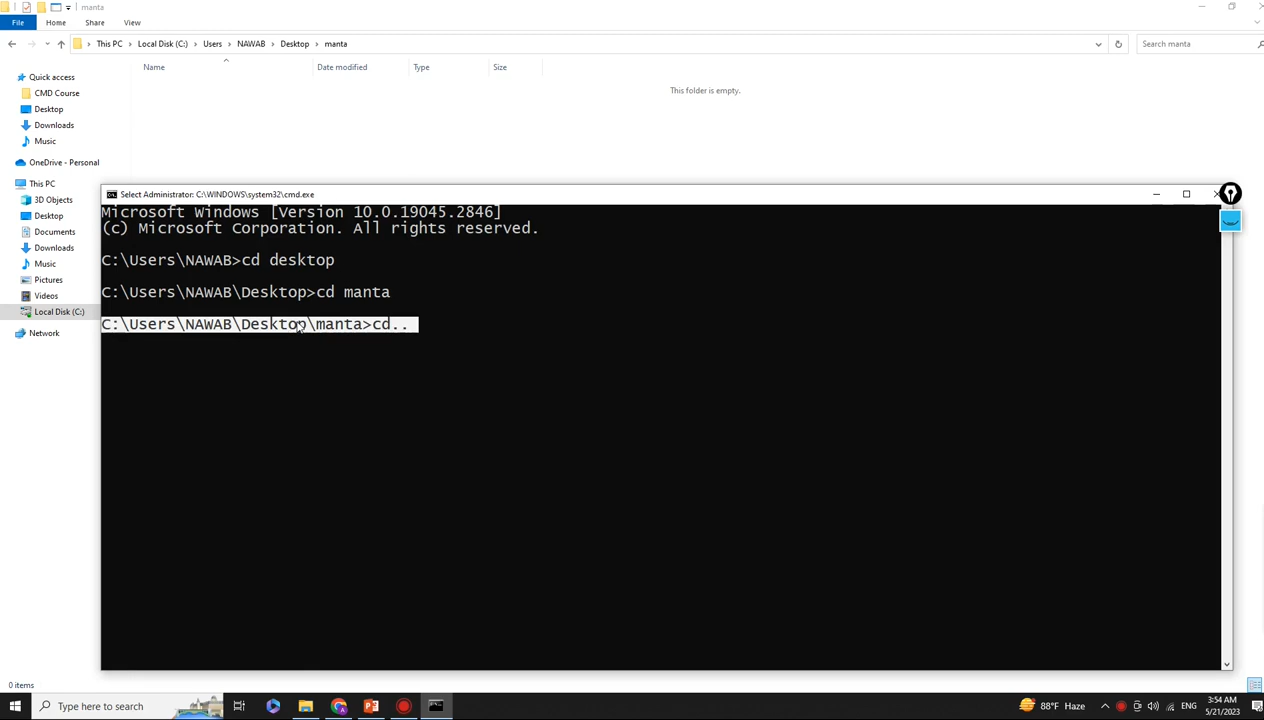 manta
File Home Share View
This PC Local Disk (C:) Users NAWAB Desktop manta
Search manta
Name Date modified Type Size
This folder is empty.
Quick access
CMD Course
Desktop
Downloads
Music
OneDrive - Personal
This PC
3D Objects
Desktop
Documents
Downloads
Music
Pictures
Videos
Local Disk (C:)
Network
Select Administrator: C:\WINDOWS\system32\cmd.exe
Microsoft Windows [Version 10.0.19045.2846]
(c) Microsoft Corporation. All rights reserved.
C:\Users\NAWAB>cd desktop
C:\Users\NAWAB\Desktop>cd manta
C:\Users\NAWAB\Desktop\manta>cd..
0 items
Type here to search
88°F Haze
ENG
3:54 AM
5/21/2023